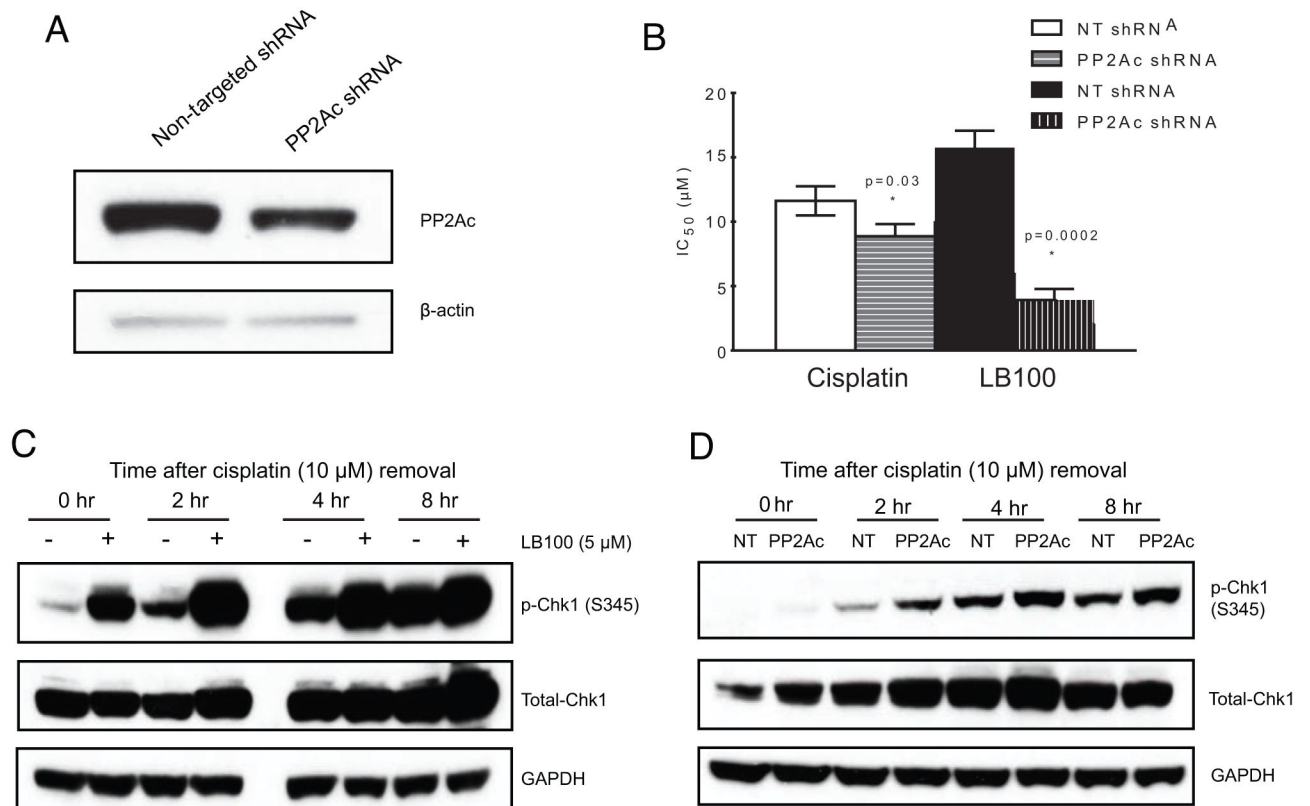 A
Non-targeted shRNA
PP2Ac shRNA
PP2Ac
β-actin
B
NT shRNA
PP2Ac shRNA
NT shRNA
PP2Ac shRNA
IC50 (µM)
20
15
10
5
0
p=0.03
*
p=0.0002
*
Cisplatin LB100
C
Time after cisplatin (10 µM) removal
0 hr 2 hr 4 hr 8 hr
- + - + - + - + LB100 (5 µM)
p-Chk1 (S345)
Total-Chk1
GAPDH
D
Time after cisplatin (10 µM) removal
0 hr 2 hr 4 hr 8 hr
NT PP2Ac NT PP2Ac NT PP2Ac NT PP2Ac
p-Chk1
(S345)
Total-Chk1
GAPDH